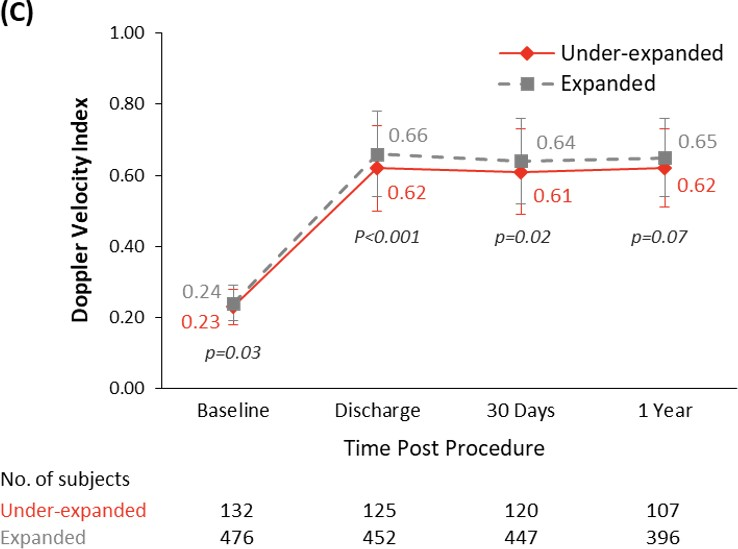 (C)
1.00
0.80
0.60
0.40
0.20
0.00
Doppler Velocity Index
Under-expanded
Expanded
0.66
0.64
0.65
0.62
0.61
0.62
P<0.001
p=0.02
p=0.07
0.24
0.23
p=0.03
Baseline Discharge 30 Days 1 Year
Time Post Procedure
No. of subjects
Under-expanded 132 125 120 107
Expanded 476 452 447 396